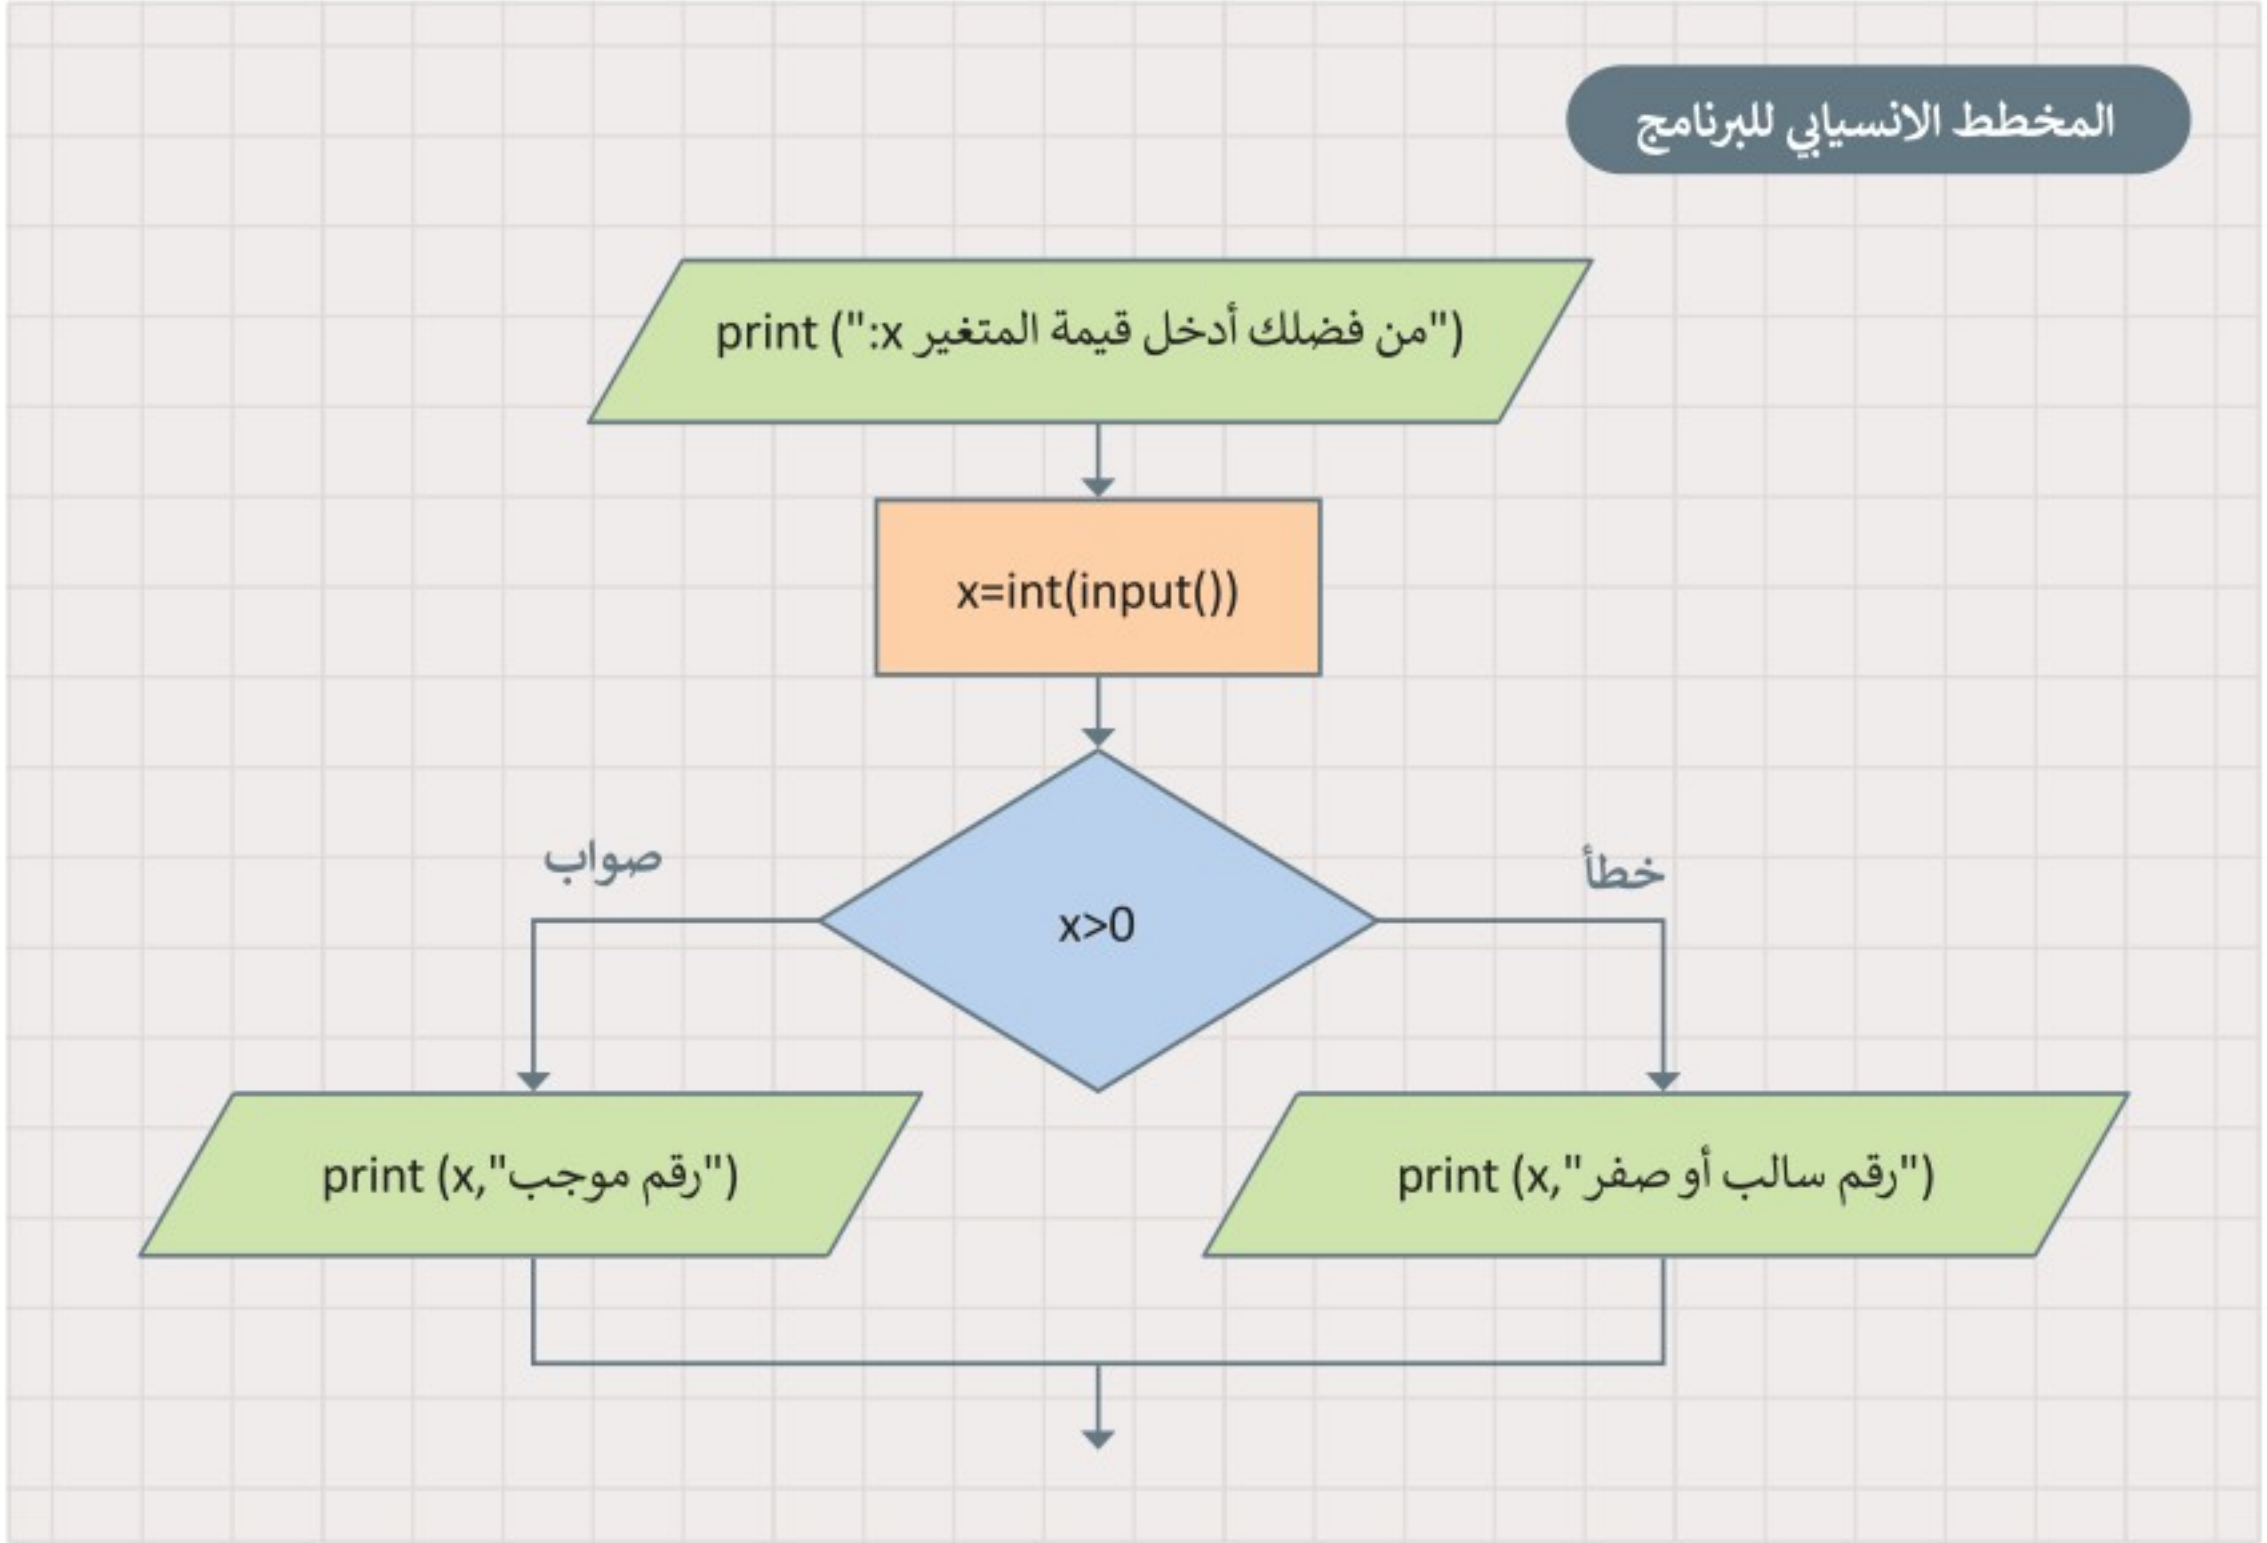 المخطط الانسيابي للبرنامج
print ("من فضلك أدخل قيمة المتغير x:")
x=int(input())
x>0
صواب
خطأ
print (x,"رقم موجب")
print (x,"رقم سالب أو صفر")